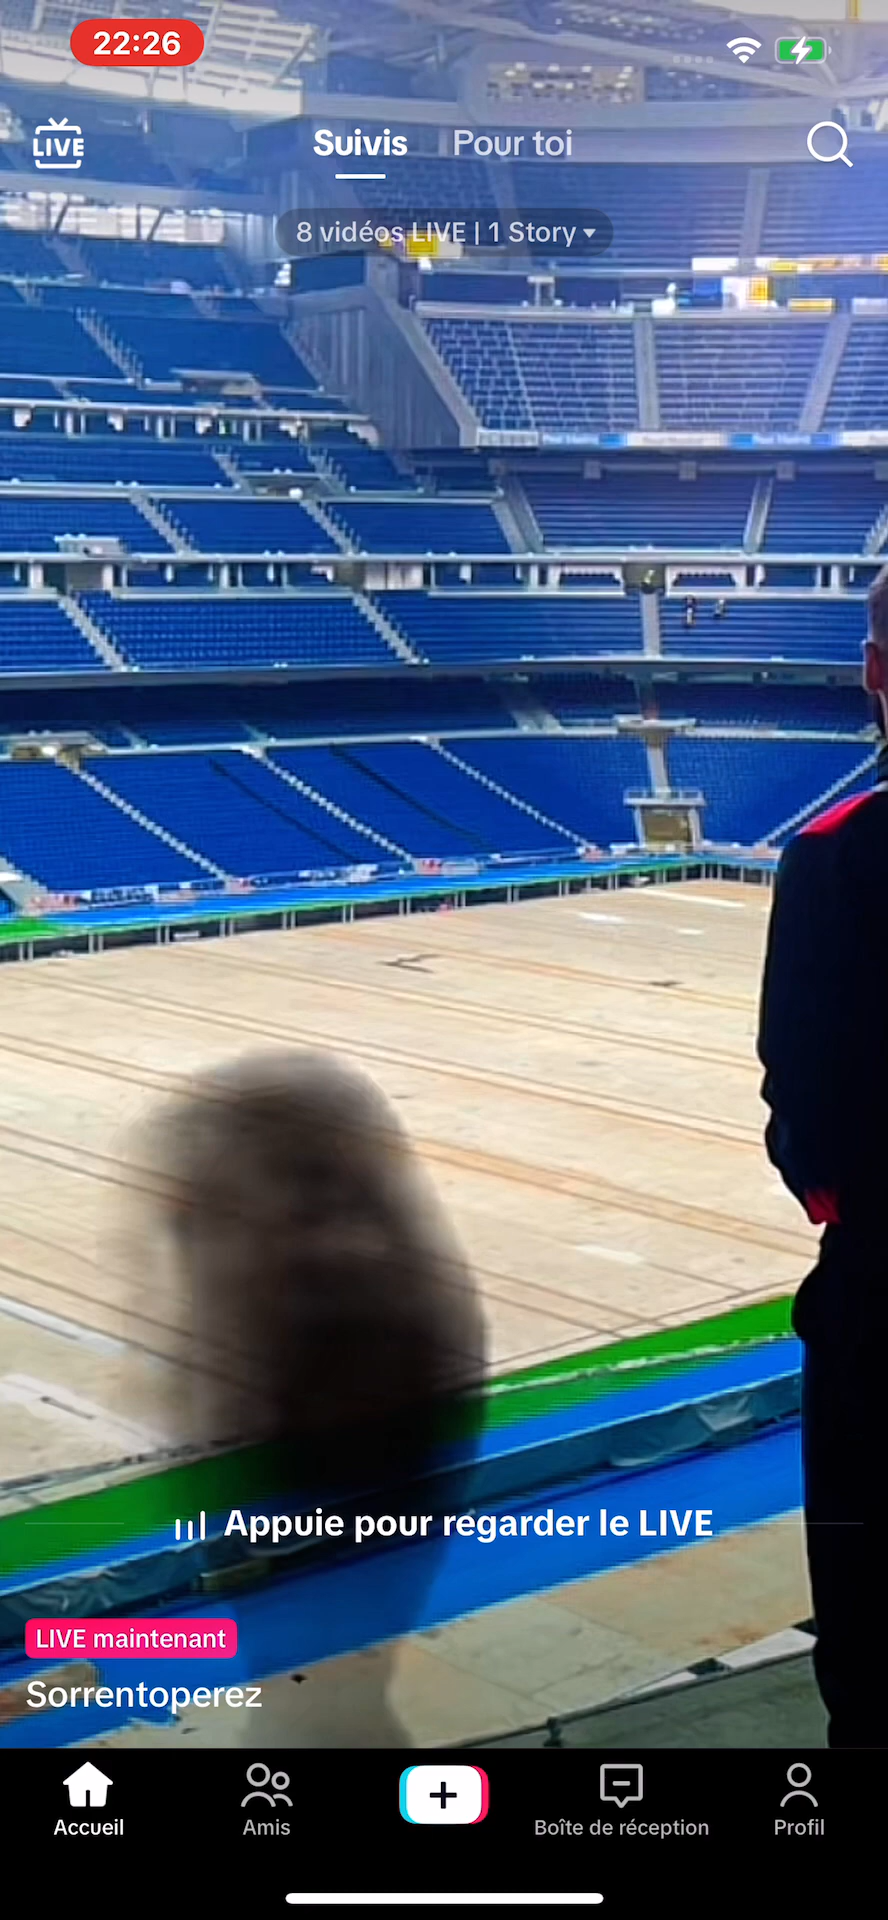 22:26
LIVE
Suivis
Pour toi
8 vidéos LIVE | 1 Story
Appuie pour regarder le LIVE
LIVE maintenant
Sorrentoperez
Accueil
Amis
Boîte de réception
Profil